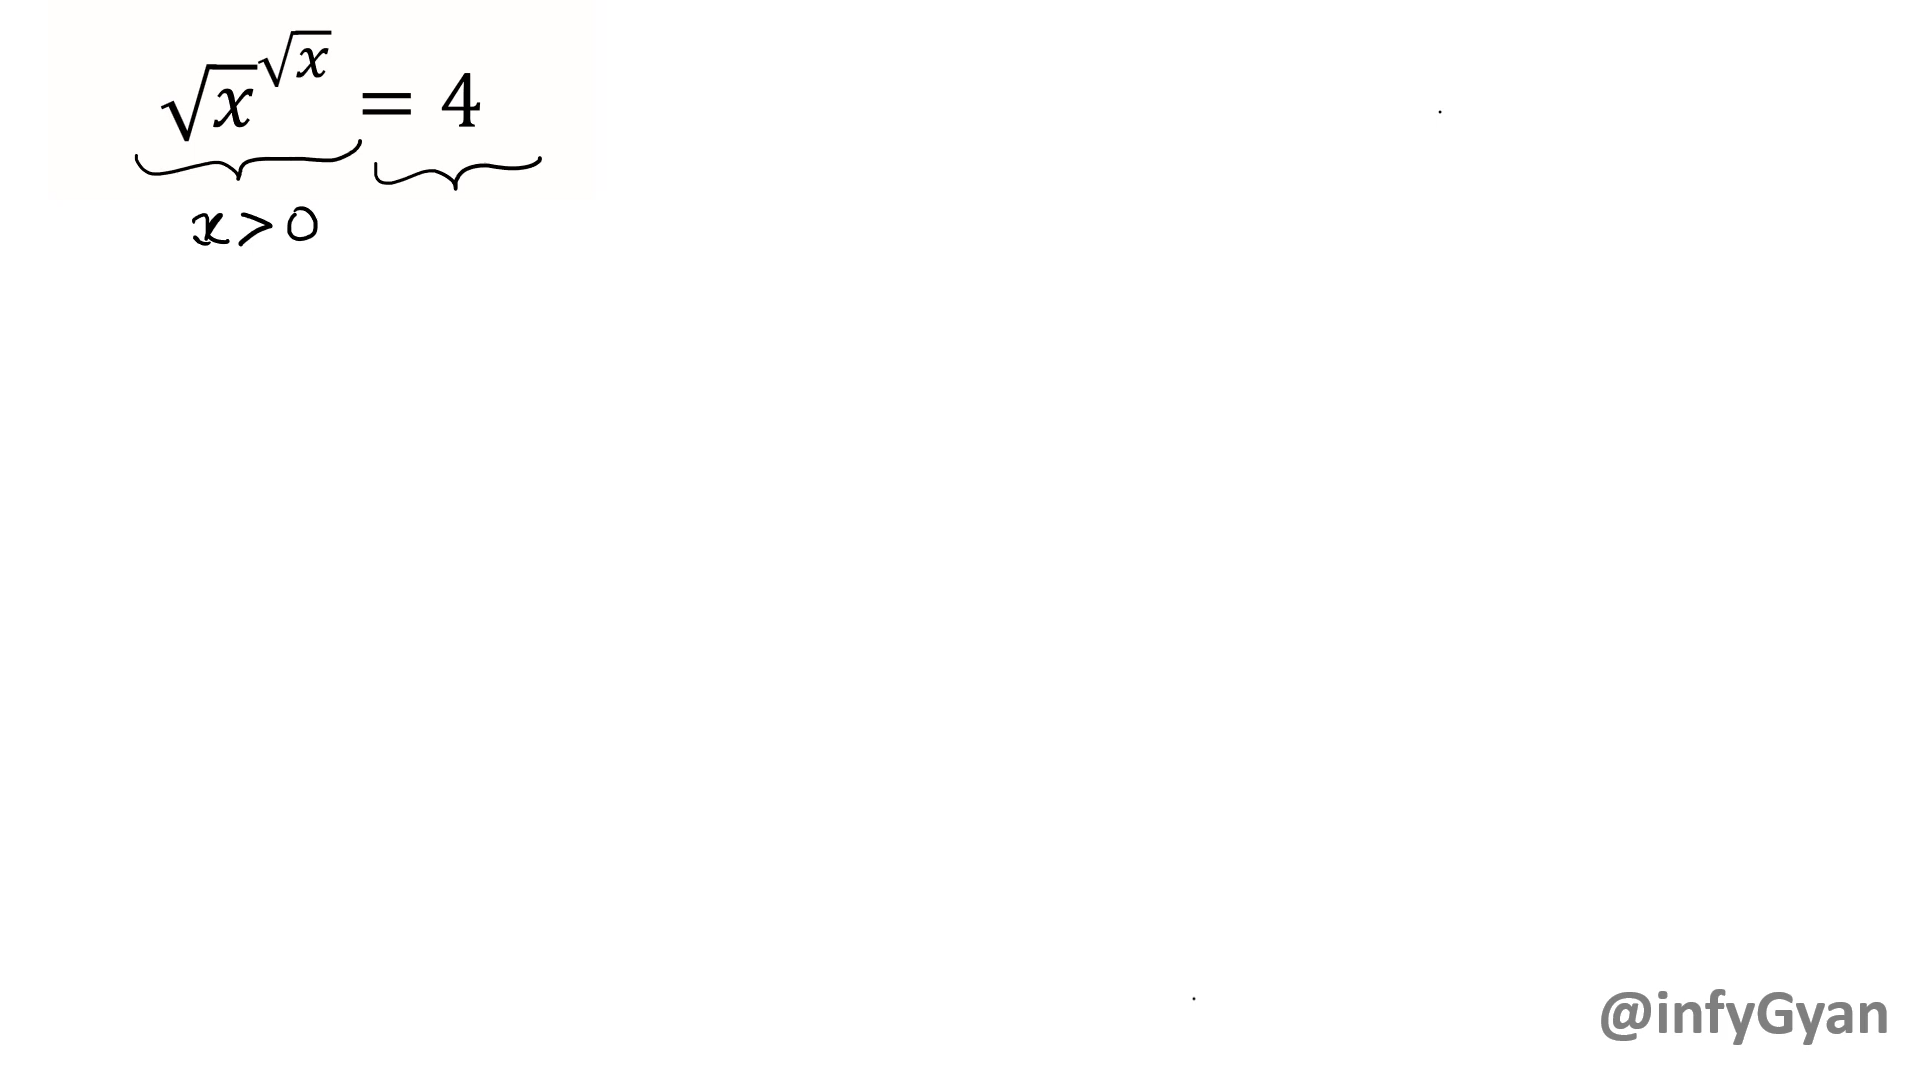 √x^√x = 4
x > 0
@infyGyan